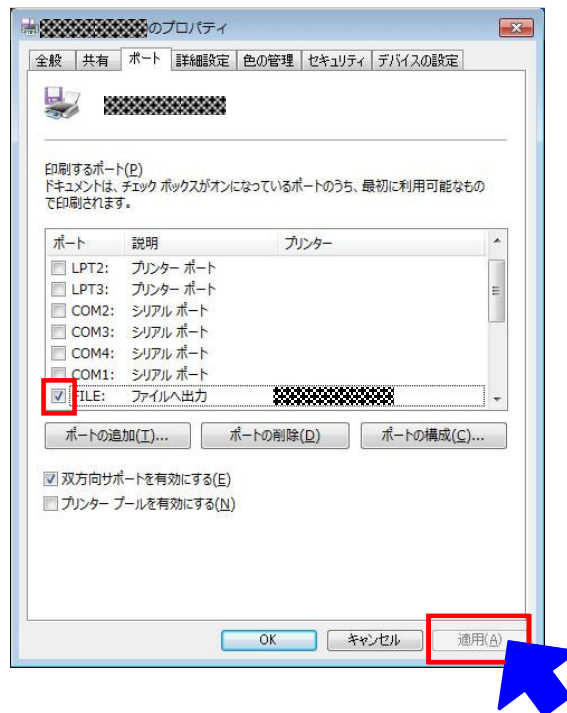 のプロパティ
全般 共有 ポート 詳細設定 色の管理 セキュリティ デバイスの設定
印刷するポート(P)
ドキュメントは、チェック ボックスがオンになっているポートのうち、最初に利用可能なもの
で印刷されます。
ポート 説明 プリンター
LPT2: プリンター ポート
LPT3: プリンター ポート
COM2: シリアル ポート
COM3: シリアル ポート
COM4: シリアル ポート
COM1: シリアル ポート
FILE: ファイルへ出力
ポートの追加(T)... ポートの削除(D) ポートの構成(C)...
双方向サポートを有効にする(E)
プリンター プールを有効にする(N)
OK キャンセル 適用(A)